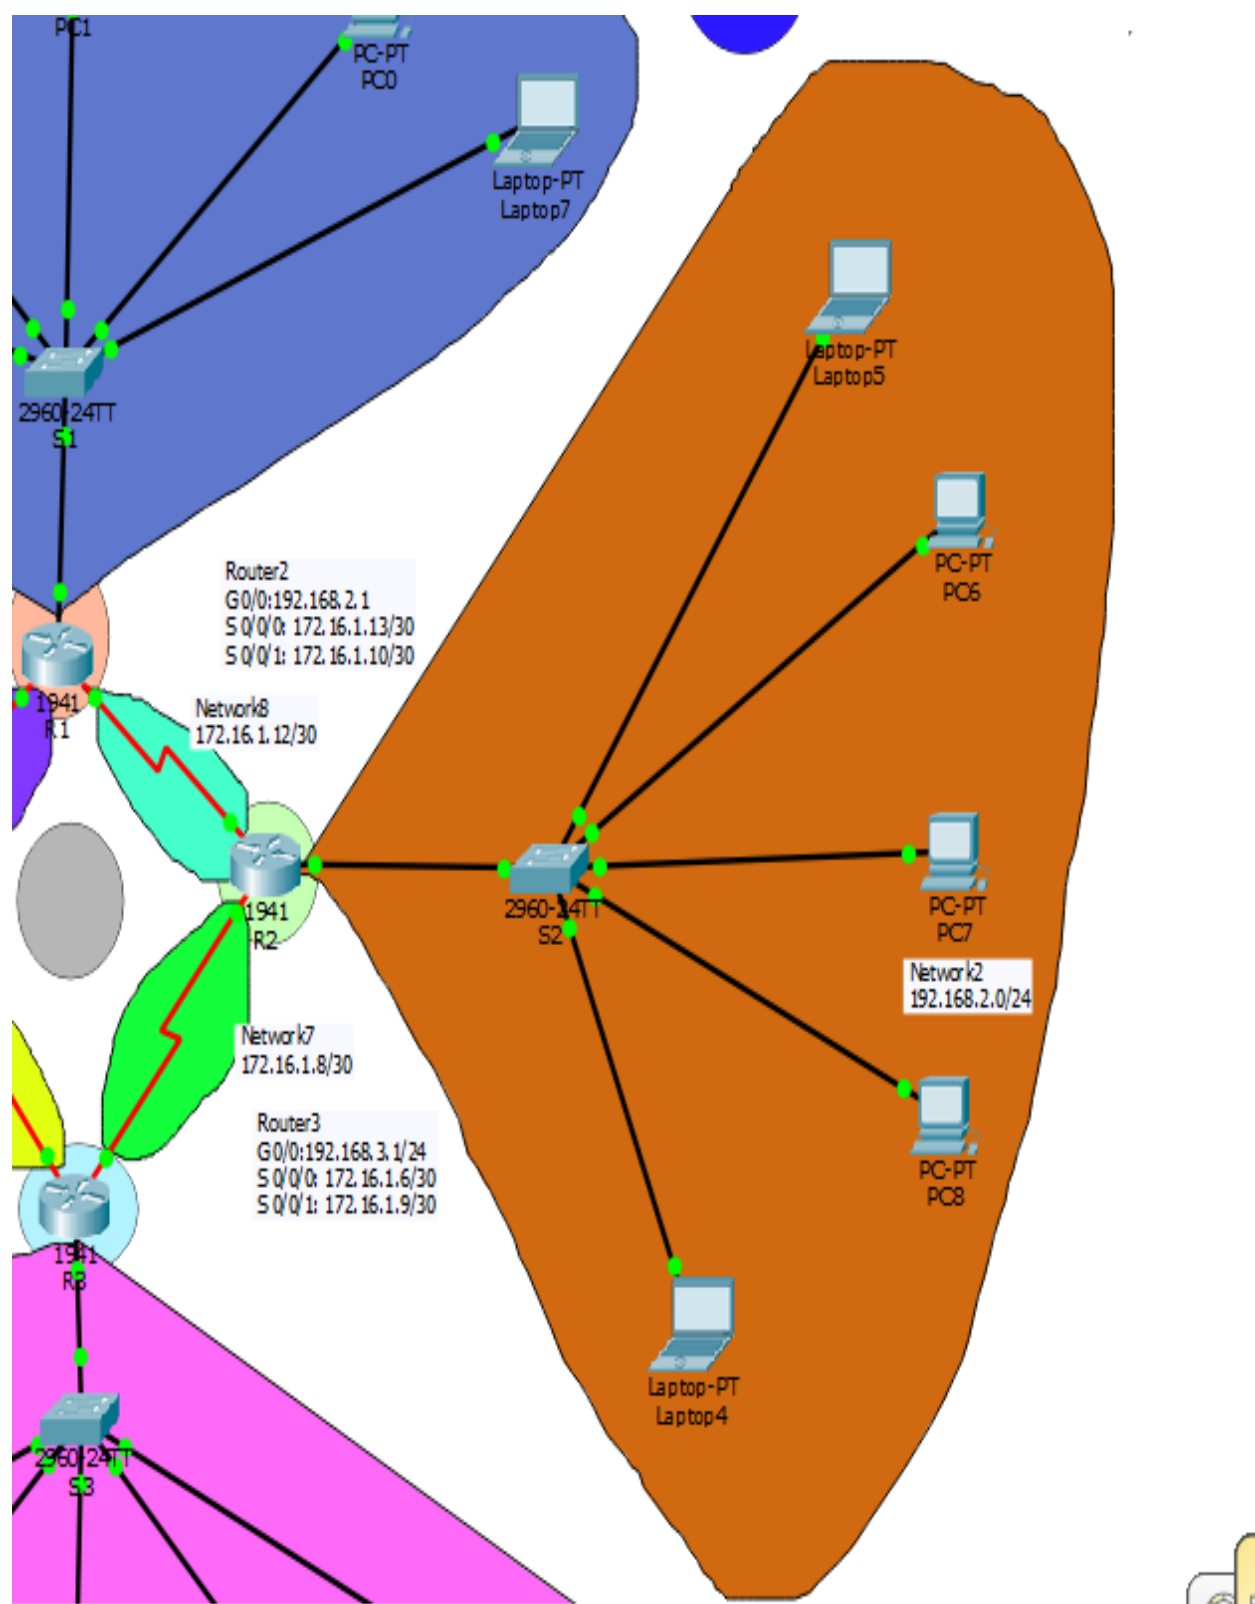 PC1
PC-PT
PC0
Laptop-PT
Laptop7
2960-24TT
S1
Router2
G0/0:192.168.2.1
S 0/0/0: 172.16.1.13/30
S 0/0/1: 172.16.1.10/30
1941
R1
Network8
172.16.1.12/30
Laptop-PT
Laptop5
PC-PT
PC6
1941
R2
2960-24TT
S2
PC-PT
PC7
Network2
192.168.2.0/24
Network7
172.16.1.8/30
Router3
G0/0:192.168.3.1/24
S 0/0/0: 172.16.1.6/30
S 0/0/1: 172.16.1.9/30
PC-PT
PC8
1941
R3
Laptop-PT
Laptop4
2960-24TT
S3